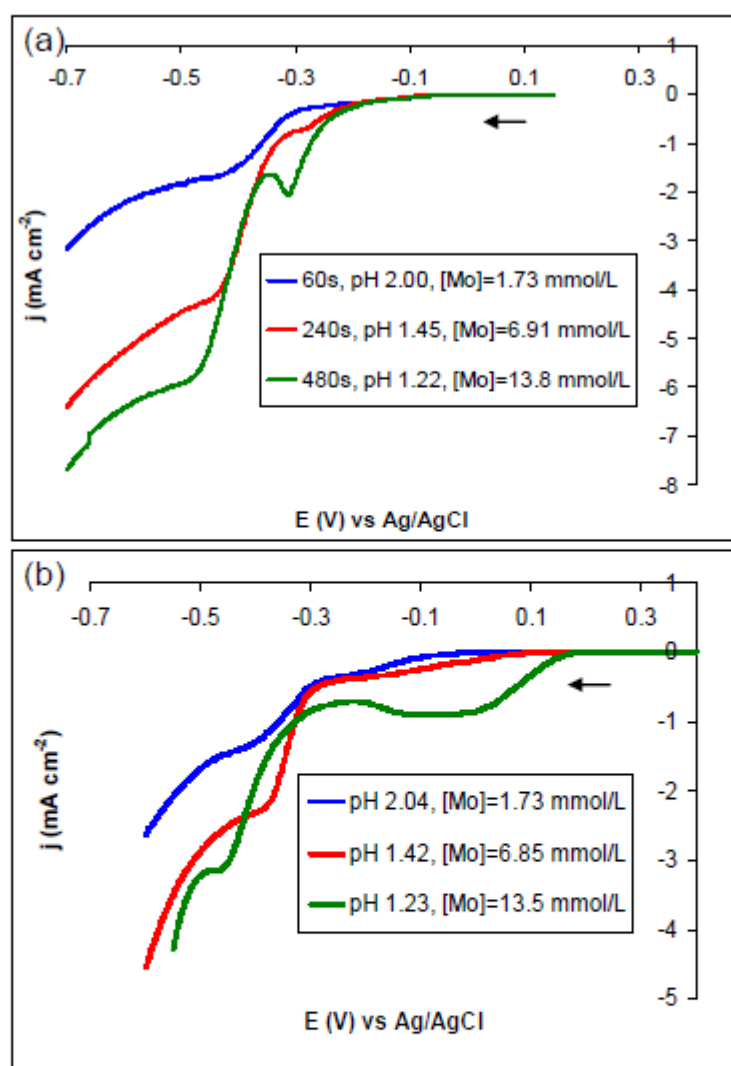 (a)
1
-0.7 -0.5 -0.3 -0.1 0.1 0.3
0
-1
-2
-3
-4
-5
-6
-7
-8
j (mA cm-2)
60s, pH 2.00, [Mo]=1.73 mmol/L
240s, pH 1.45, [Mo]=6.91 mmol/L
480s, pH 1.22, [Mo]=13.8 mmol/L
E (V) vs Ag/AgCl
(b)
1
-0.7 -0.5 -0.3 -0.1 0.1 0.3
0
-1
-2
-3
-4
-5
j (mA cm-2)
pH 2.04, [Mo]=1.73 mmol/L
pH 1.42, [Mo]=6.85 mmol/L
pH 1.23, [Mo]=13.5 mmol/L
E (V) vs Ag/AgCl